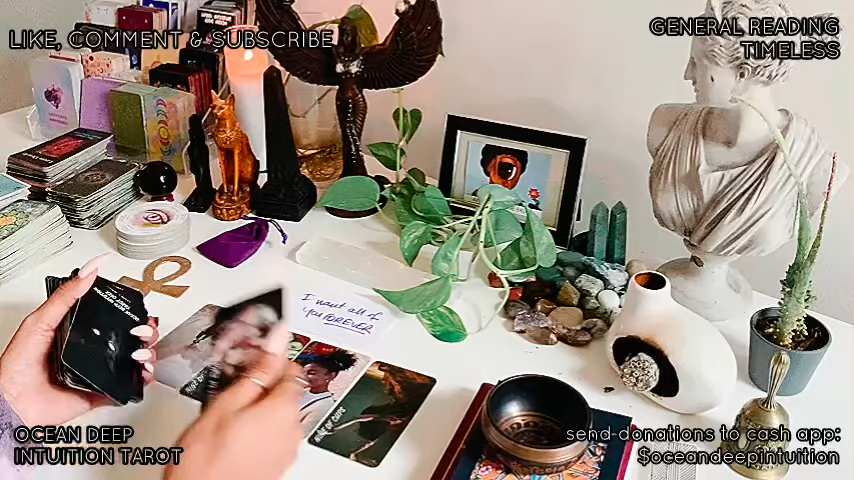 LIKE, COMMENT & SUBSCRIBE
GENERAL READING
TIMELESS
I want all of
you FOREVER
OCEAN DEEP
INTUITION TAROT
send donations to cash app:
$oceandeepintuition